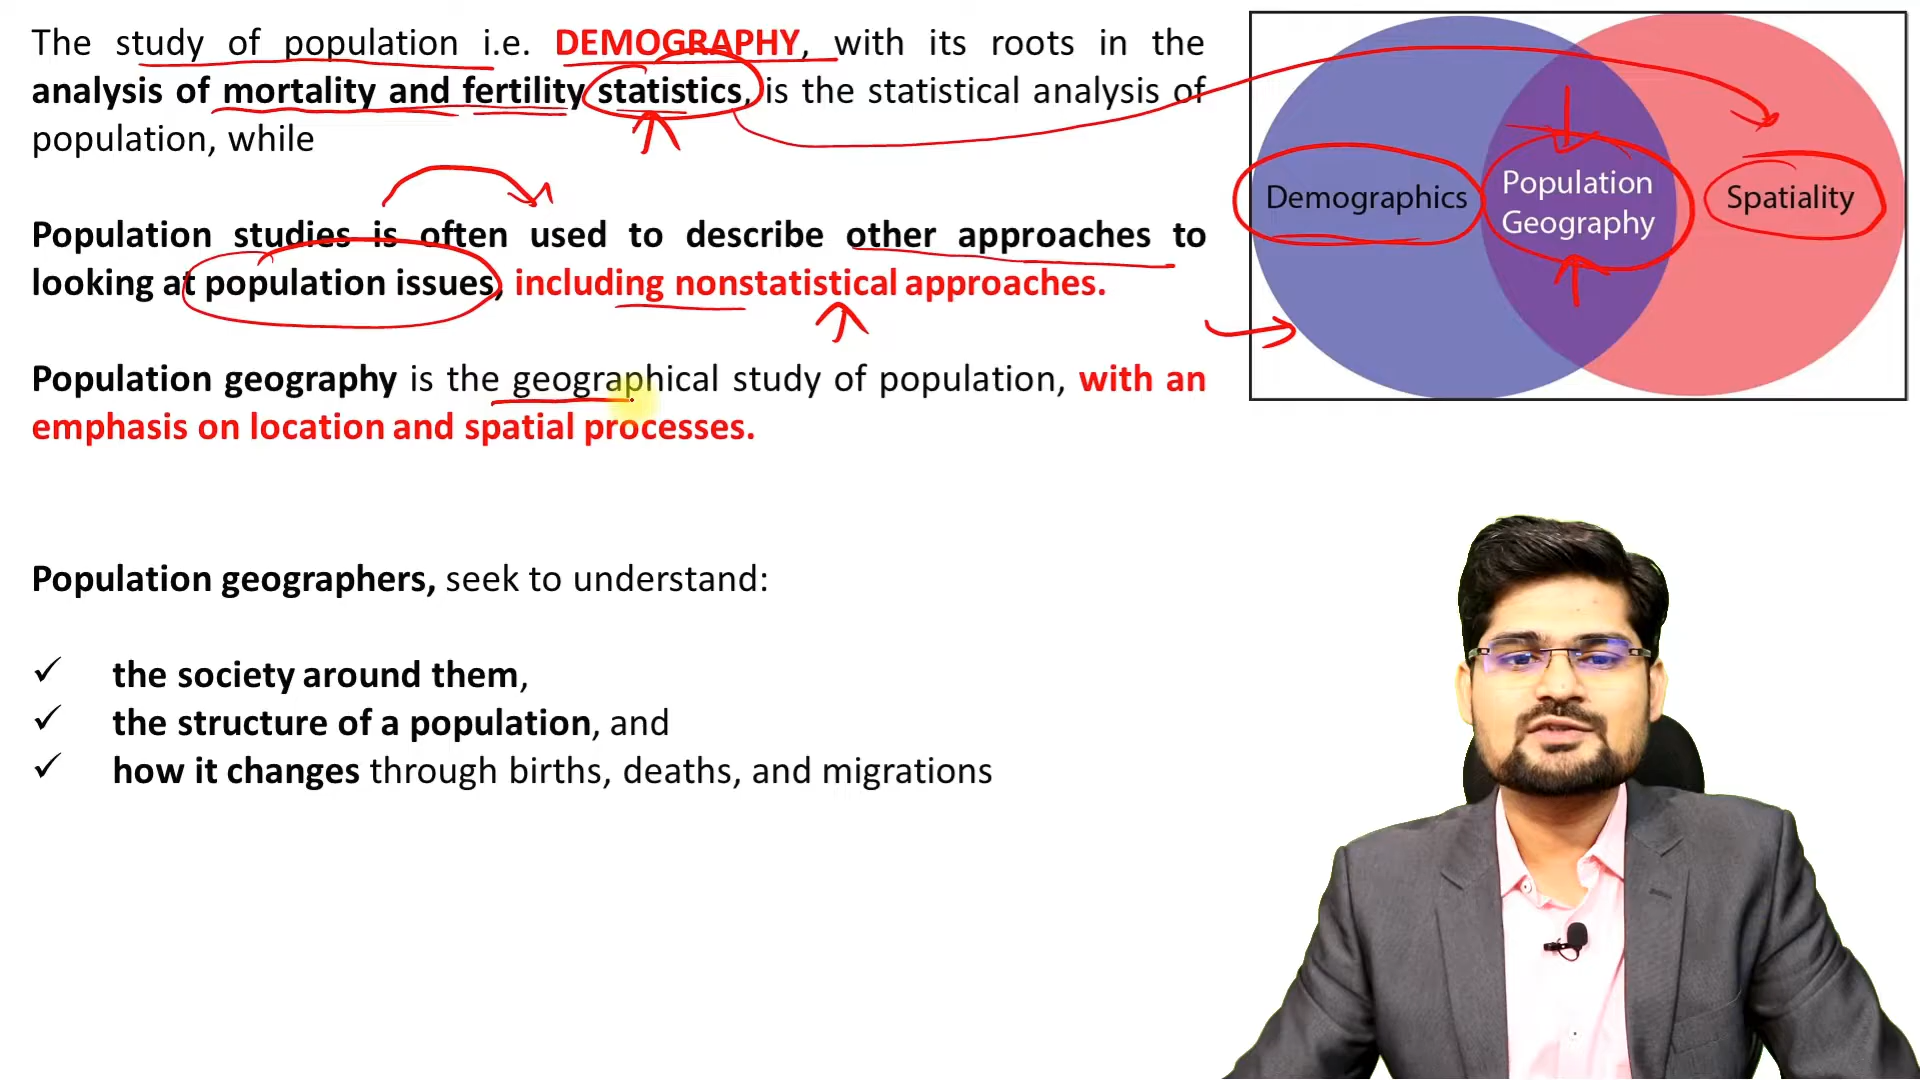 The study of population i.e. DEMOGRAPHY, with its roots in the
analysis of mortality and fertility statistics, is the statistical analysis of
population, while
Population studies is often used to describe other approaches to
looking at population issues, including nonstatistical approaches.
Population geography is the geographical study of population, with an
emphasis on location and spatial processes.
Population geographers, seek to understand:
✓ the society around them,
✓ the structure of a population, and
✓ how it changes through births, deaths, and migrations
Demographics
Population
Geography
Spatiality